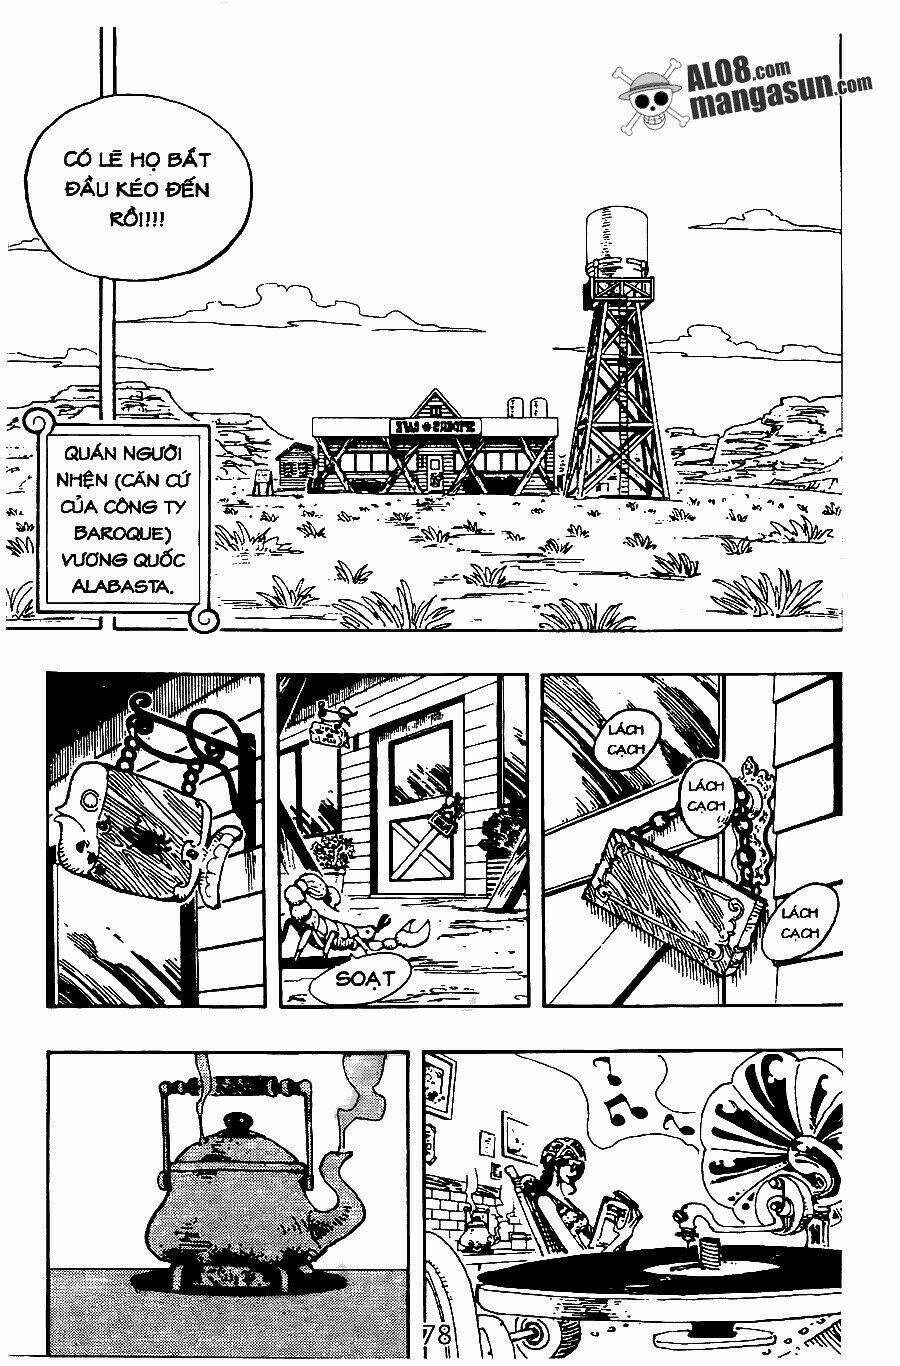 AL08.com
mangasun.com
CÓ LẼ HỌ BẮT
ĐẦU KÉO ĐẾN
RỒI!!!!
QUÁN NGƯỜI
NHỆN (CĂN CỨ
CỦA CÔNG TY
BAROQUE)
VƯƠNG QUỐC
ALABASTA.
SOẠT
LÁCH
CẠCH
LÁCH
CẠCH
LÁCH
CẠCH
78